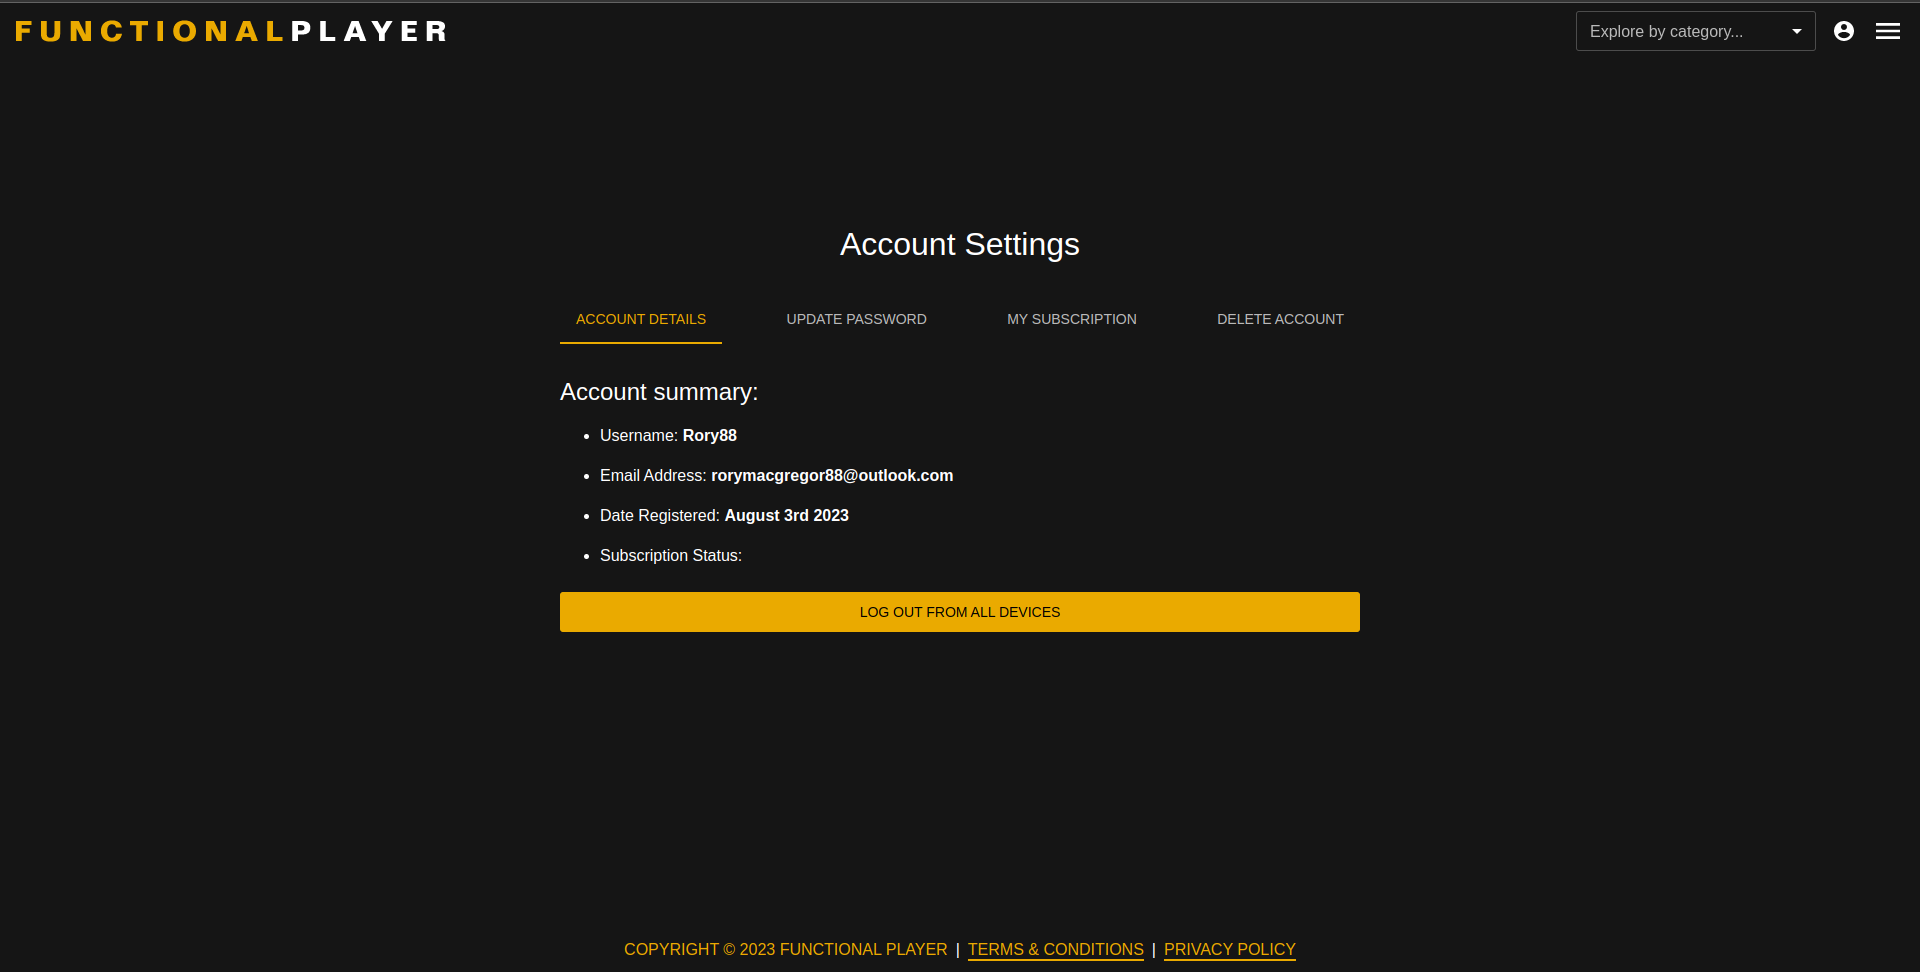 FUNCTIONALPLAYER
Explore by category...
Account Settings
ACCOUNT DETAILS UPDATE PASSWORD MY SUBSCRIPTION DELETE ACCOUNT
Account summary:
Username: Rory88
Email Address: rorymacgregor88@outlook.com
Date Registered: August 3rd 2023
Subscription Status:
LOG OUT FROM ALL DEVICES
COPYRIGHT © 2023 FUNCTIONAL PLAYER | TERMS & CONDITIONS | PRIVACY POLICY